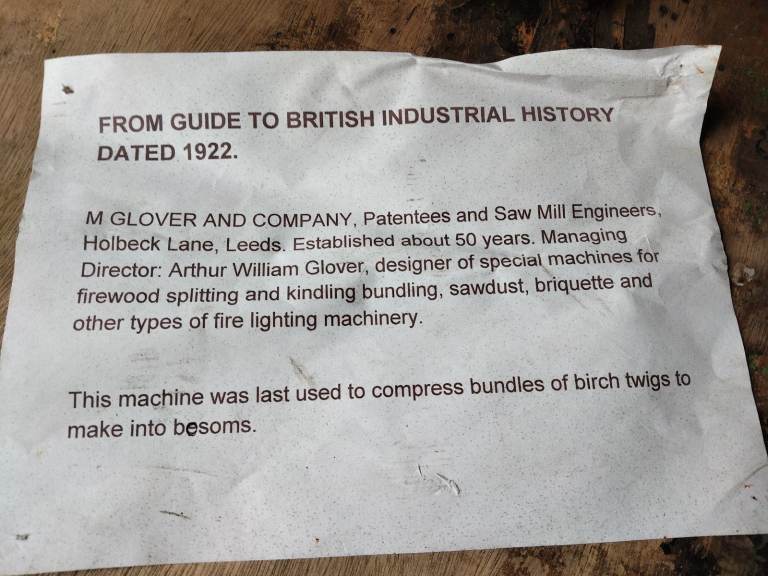 FROM GUIDE TO BRITISH INDUSTRIAL HISTORY
DATED 1922.
M GLOVER AND COMPANY, Patentees and Saw Mill Engineers,
Holbeck Lane, Leeds. Established about 50 years. Managing
Director: Arthur William Glover, designer of special machines for
firewood splitting and kindling bundling, sawdust, briquette and
other types of fire lighting machinery.
This machine was last used to compress bundles of birch twigs to
make into besoms.